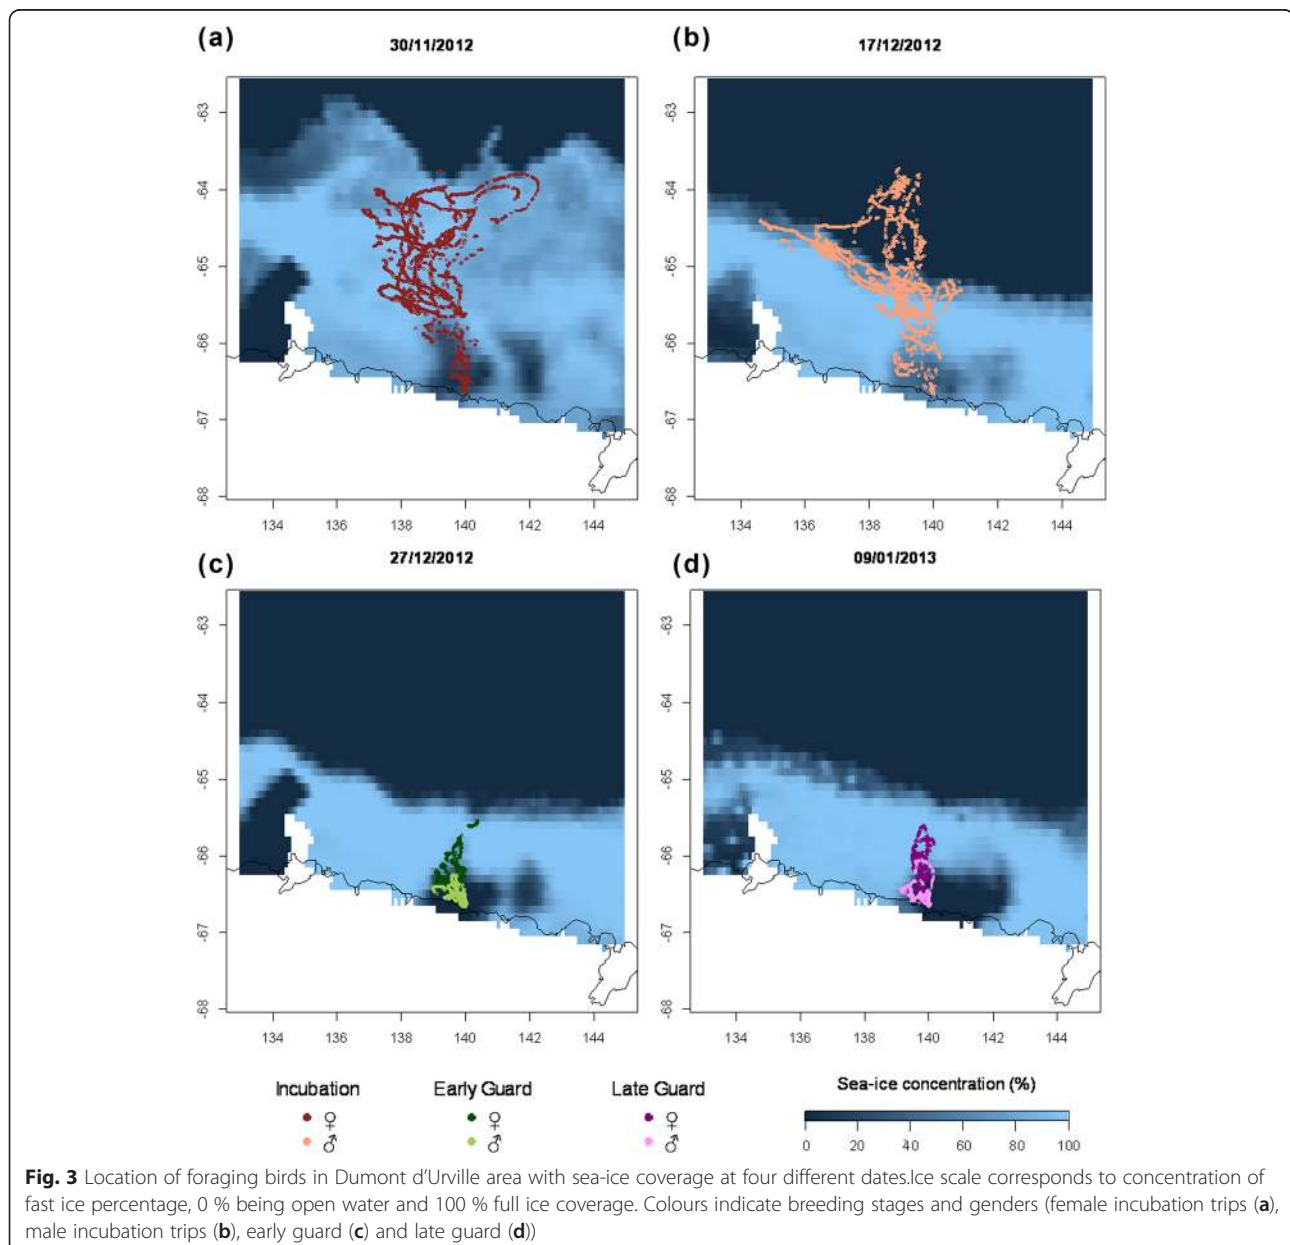 (a) 30/11/2012 (b) 17/12/2012
-63 -63
-64 -64
-65 -65
-66 -66
-67 -67
-68 -68
134 136 138 140 142 144 134 136 138 140 142 144
(c) 27/12/2012 (d) 09/01/2013
-63 -63
-64 -64
-65 -65
-66 -66
-67 -67
-68 -68
134 136 138 140 142 144 134 136 138 140 142 144
Incubation Early Guard Late Guard Sea-ice concentration (%)
♀ ♀ ♀
♂ ♂ ♂
0 20 40 60 80 100
Fig. 3 Location of foraging birds in Dumont d'Urville area with sea-ice coverage at four different dates.Ice scale corresponds to concentration of
fast ice percentage, 0 % being open water and 100 % full ice coverage. Colours indicate breeding stages and genders (female incubation trips (a),
male incubation trips (b), early guard (c) and late guard (d))